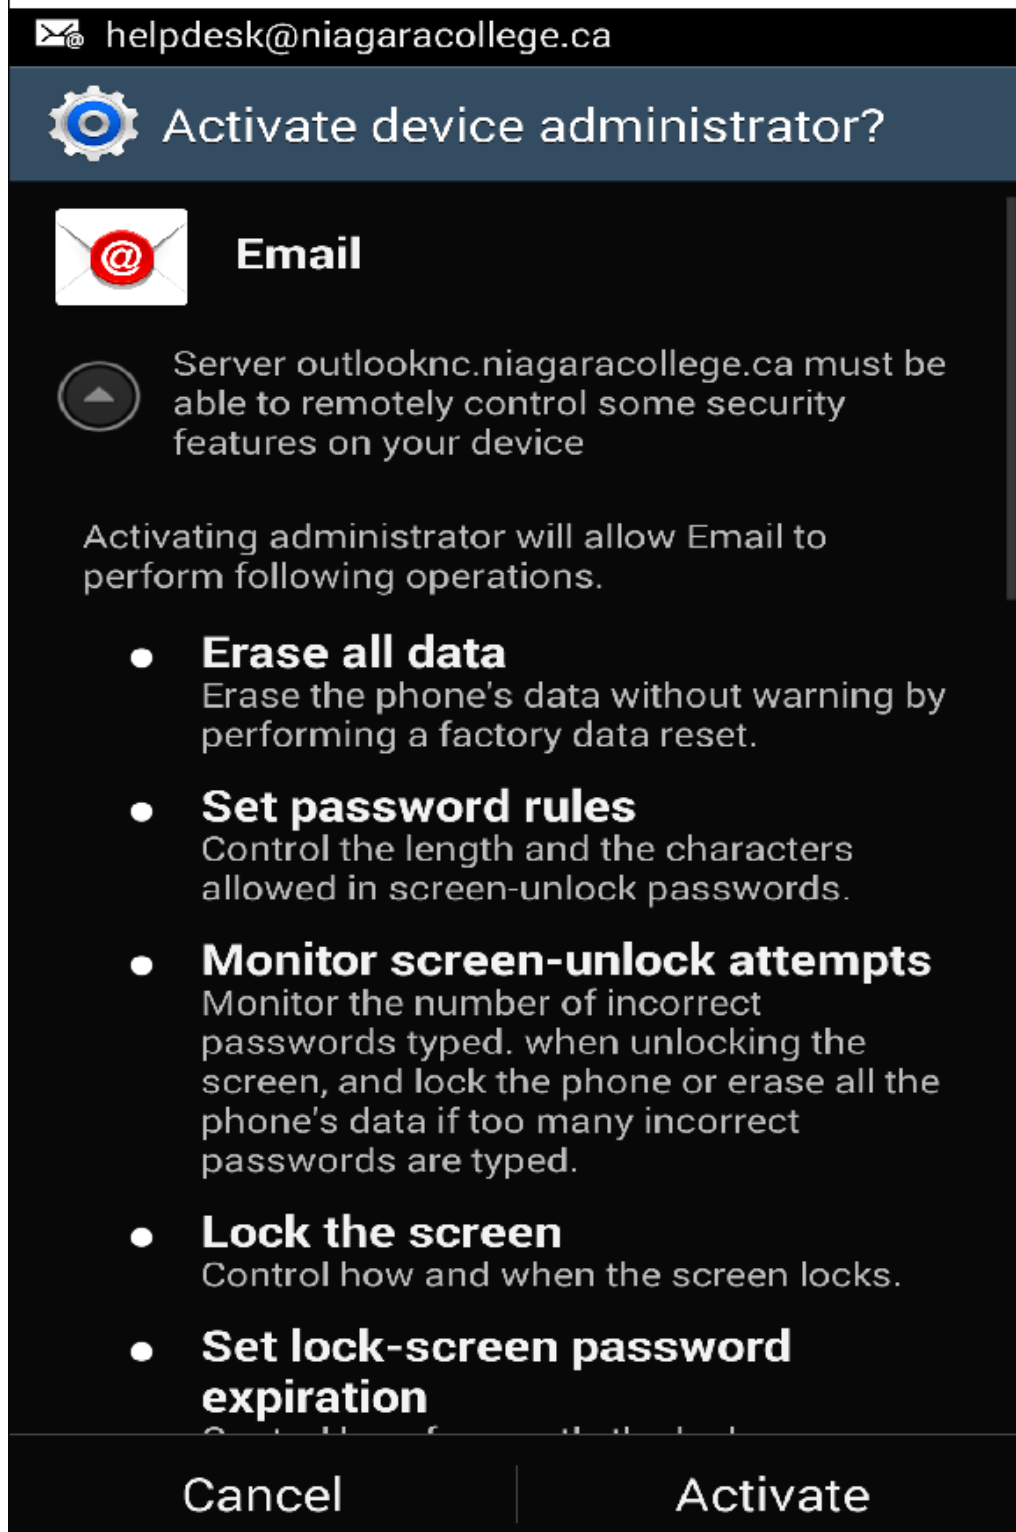 helpdesk@niagaracollege.ca
Activate device administrator?
@
Email
Server outlooknc.niagaracollege.ca must be
able to remotely control some security
features on your device
Activating administrator will allow Email to
perform following operations.
• Erase all data
Erase the phone's data without warning by
performing a factory data reset.
• Set password rules
Control the length and the characters
allowed in screen-unlock passwords.
• Monitor screen-unlock attempts
Monitor the number of incorrect
passwords typed. when unlocking the
screen, and lock the phone or erase all the
phone's data if too many incorrect
passwords are typed.
• Lock the screen
Control how and when the screen locks.
• Set lock-screen password
expiration
Cancel
Activate